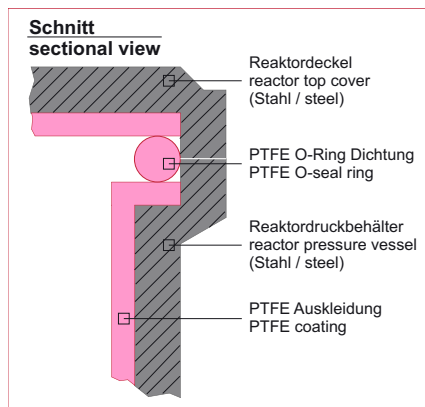 Schnitt
sectional view
Reaktordeckel
reactor top cover
(Stahl / steel)
PTFE O-Ring Dichtung
PTFE O-seal ring
Reaktordruckbehälter
reactor pressure vessel
(Stahl / steel)
PTFE Auskleidung
PTFE coating